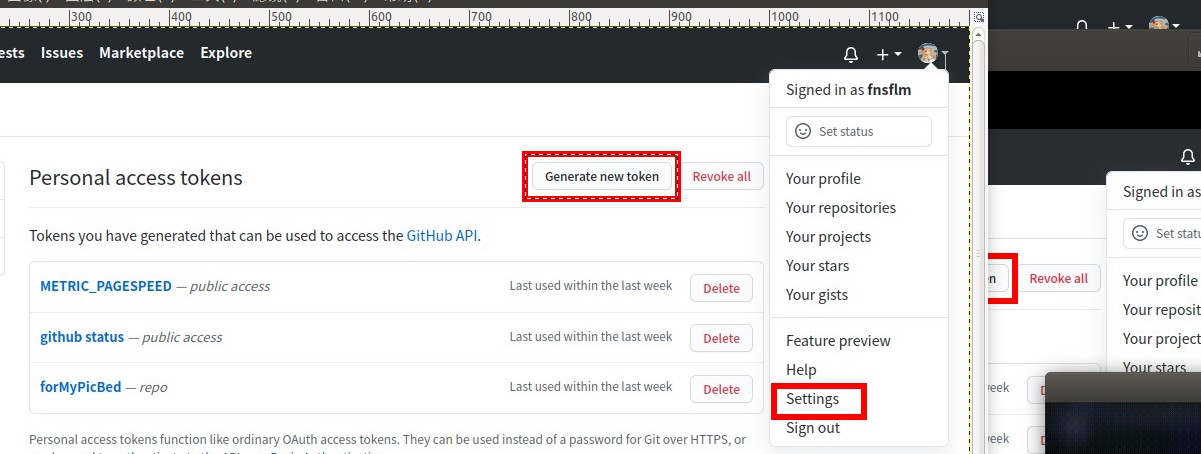 300 400 500 600 700 800 900 1000 1100
ests Issues Marketplace Explore
Signed in as fnsflm
Set status
Your profile
Your repositories
Your projects
Your stars
Your gists
Feature preview
Help
Settings
Sign out
Personal access tokens
Generate new token
Revoke all
Tokens you have generated that can be used to access the GitHub API.
METRIC_PAGESPEED — public access
Last used within the last week
Delete
github status — public access
Last used within the last week
Delete
forMyPicBed — repo
Last used within the last week
Delete
Personal access tokens function like ordinary OAuth access tokens. They can be used instead of a password for Git over HTTPS, or
Signed in as
Set statu
n
Revoke all
Your profile
Your reposit
Your project
Your stars
eek
D
eek